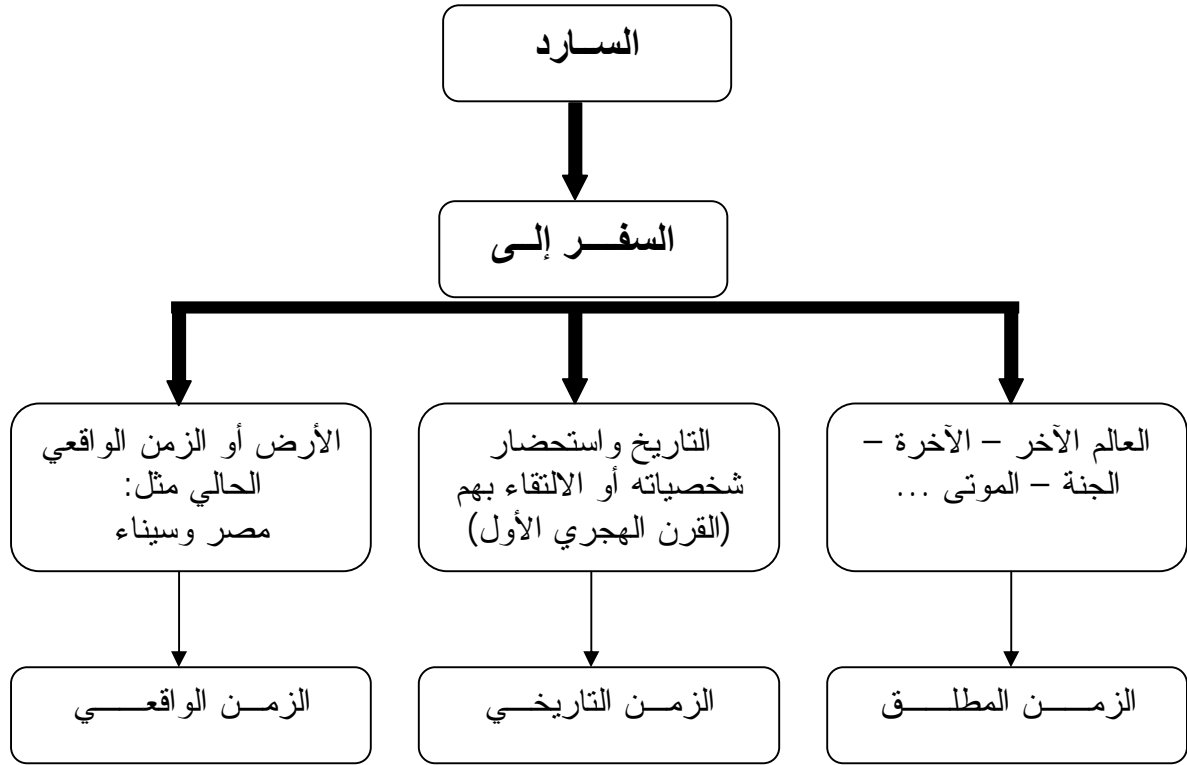 السارد
السفر إلى
العالم الآخر – الآخرة –
الجنة – الموتى ...
التاريخ واستحضار
شخصياته أو الالتقاء بهم
(القرن الهجري الأول)
الأرض أو الزمن الواقعي
الحالي مثل:
مصر وسيناء
الزمن المطلق
الزمن التاريخي
الزمن الواقعي